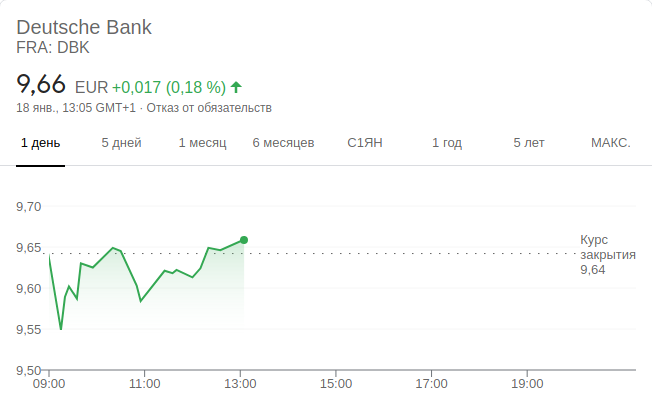 Deutsche Bank
FRA: DBK
9,66 EUR +0,017 (0,18 %)
18 янв., 13:05 GMT+1 · Отказ от обязательств
1 день 5 дней 1 месяц 6 месяцев С1ЯН 1 год 5 лет МАКС.
9,70
9,65
9,60
9,55
9,50
Курс
закрытия
9,64
09:00 11:00 13:00 15:00 17:00 19:00